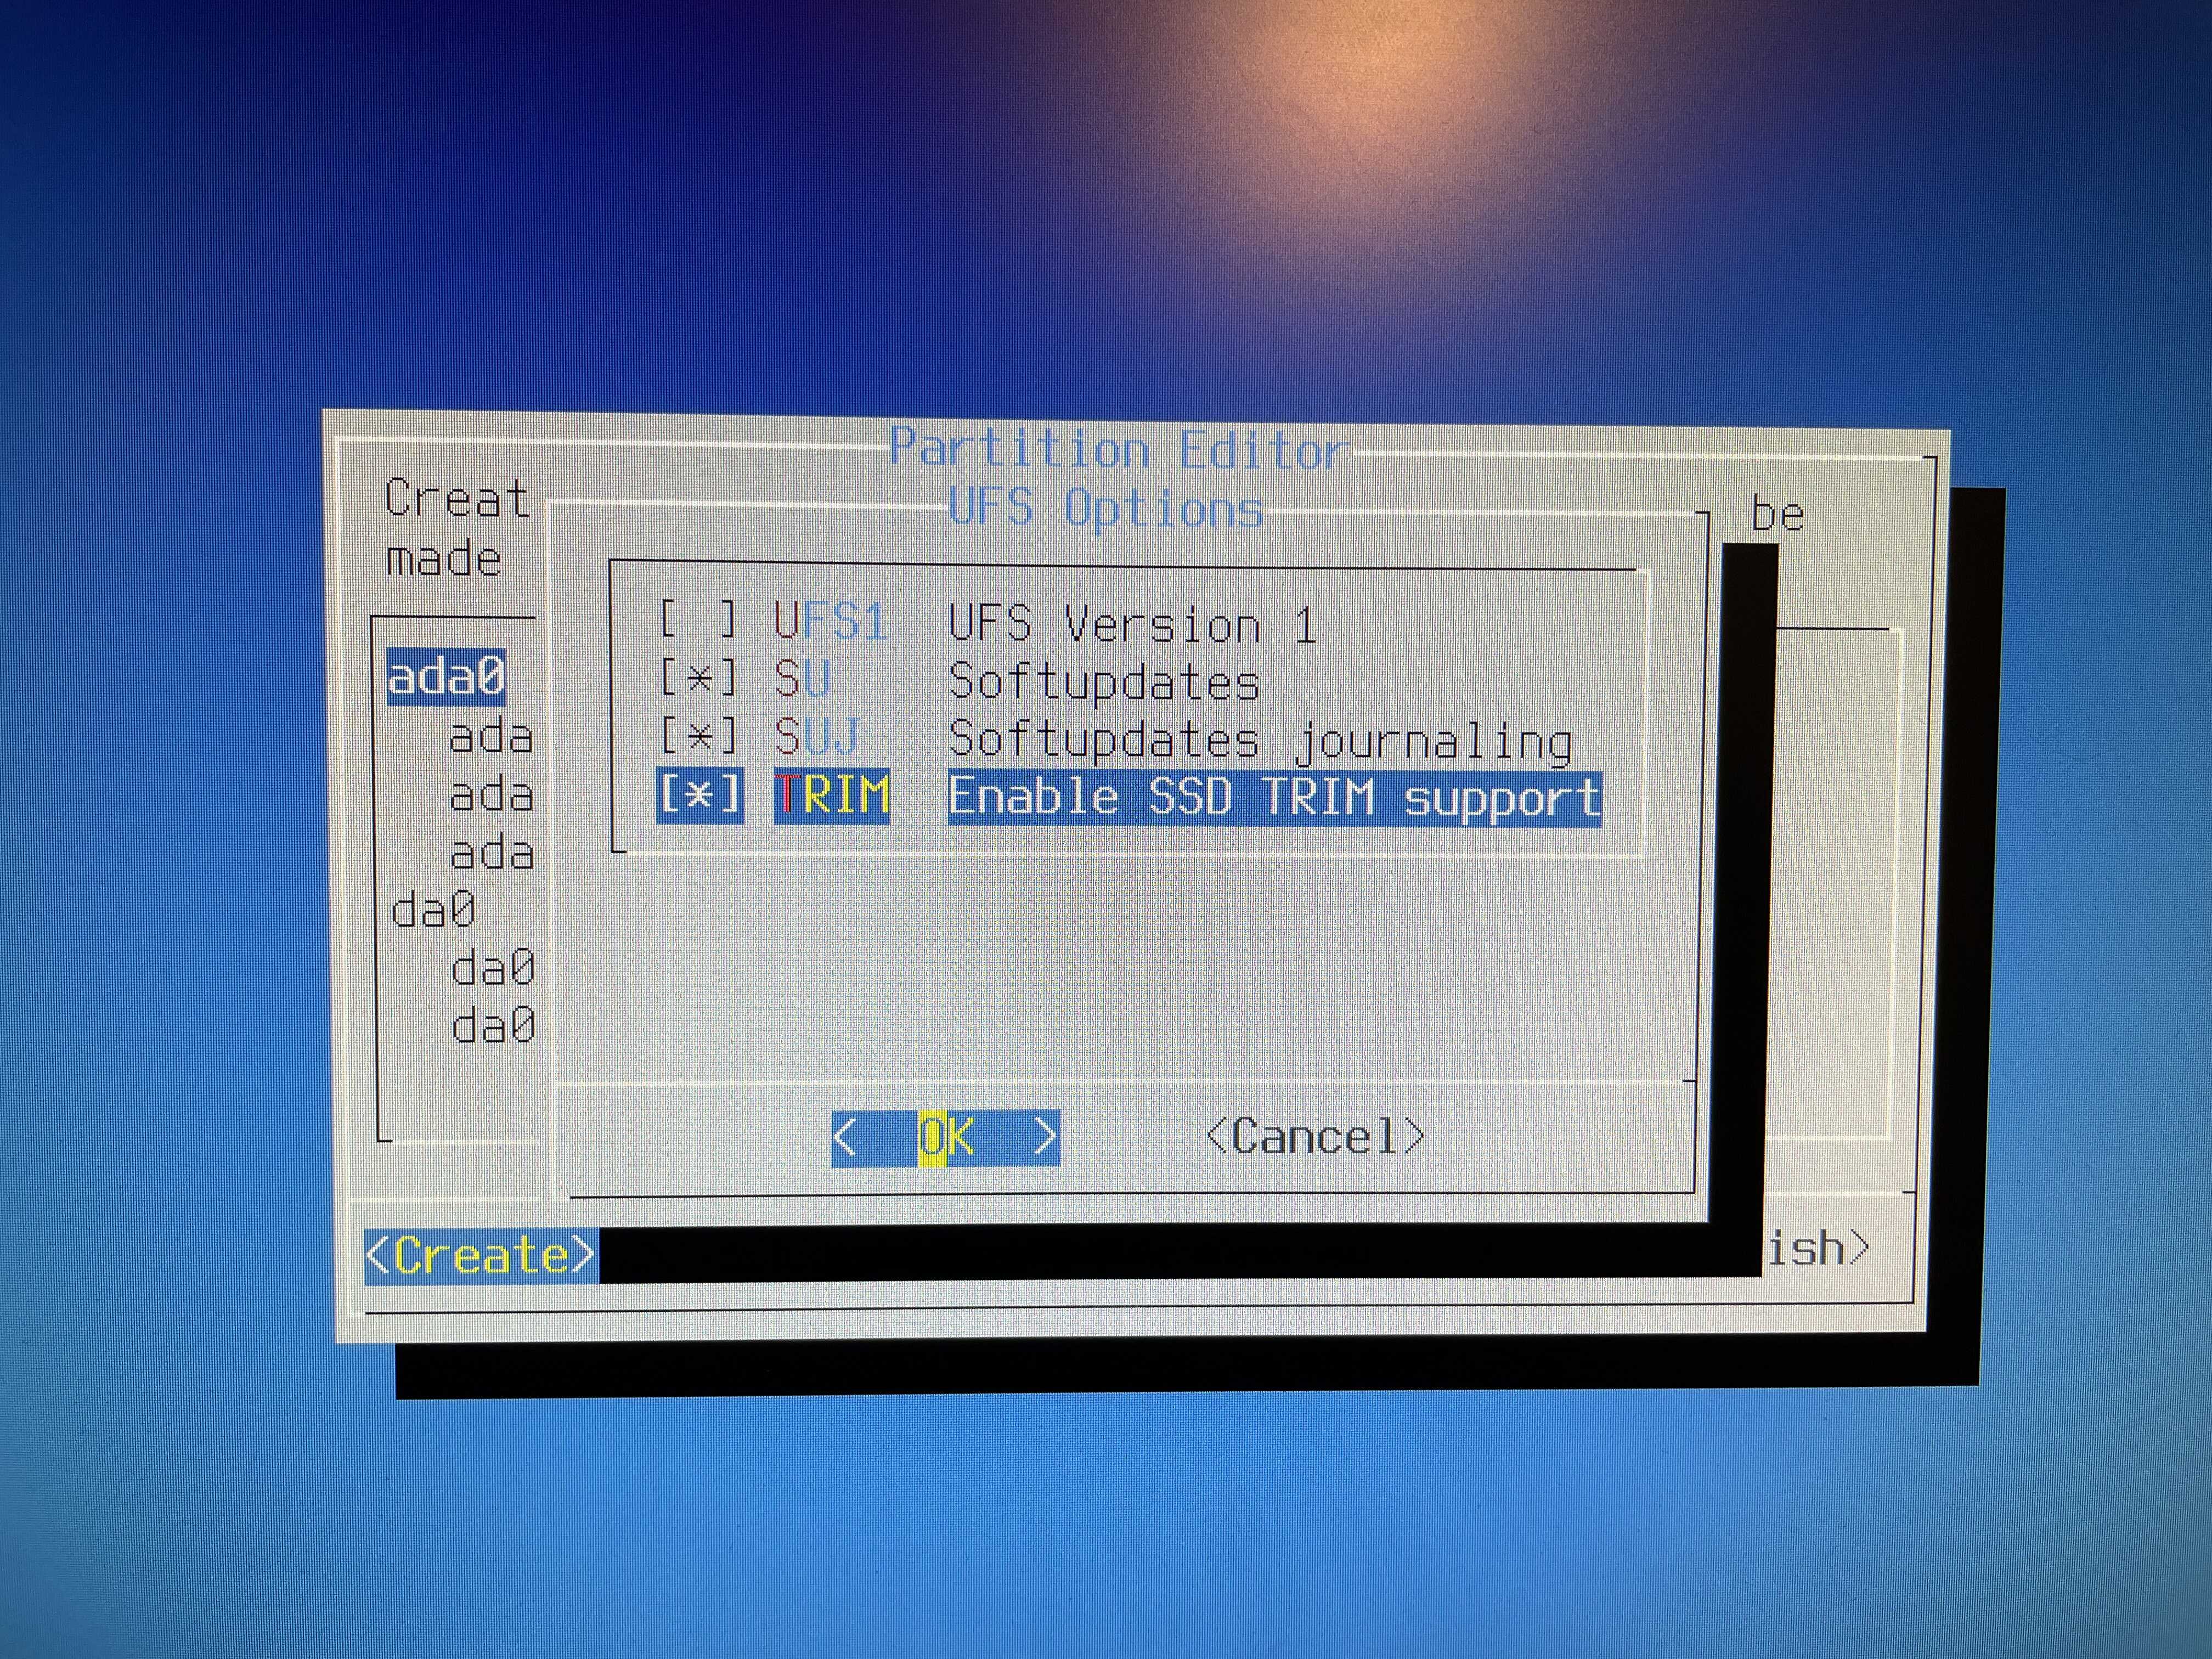 Partition Editor
Creat
be
made
UFS Options
[ ] UFS1 UFS Version 1
[*] SU Softupdates
[*] SUJ Softupdates journaling
[*] TRIM Enable SSD TRIM support
ada0
ada
ada
ada
da0
da0
da0
< OK > <Cancel>
<Create>
ish>